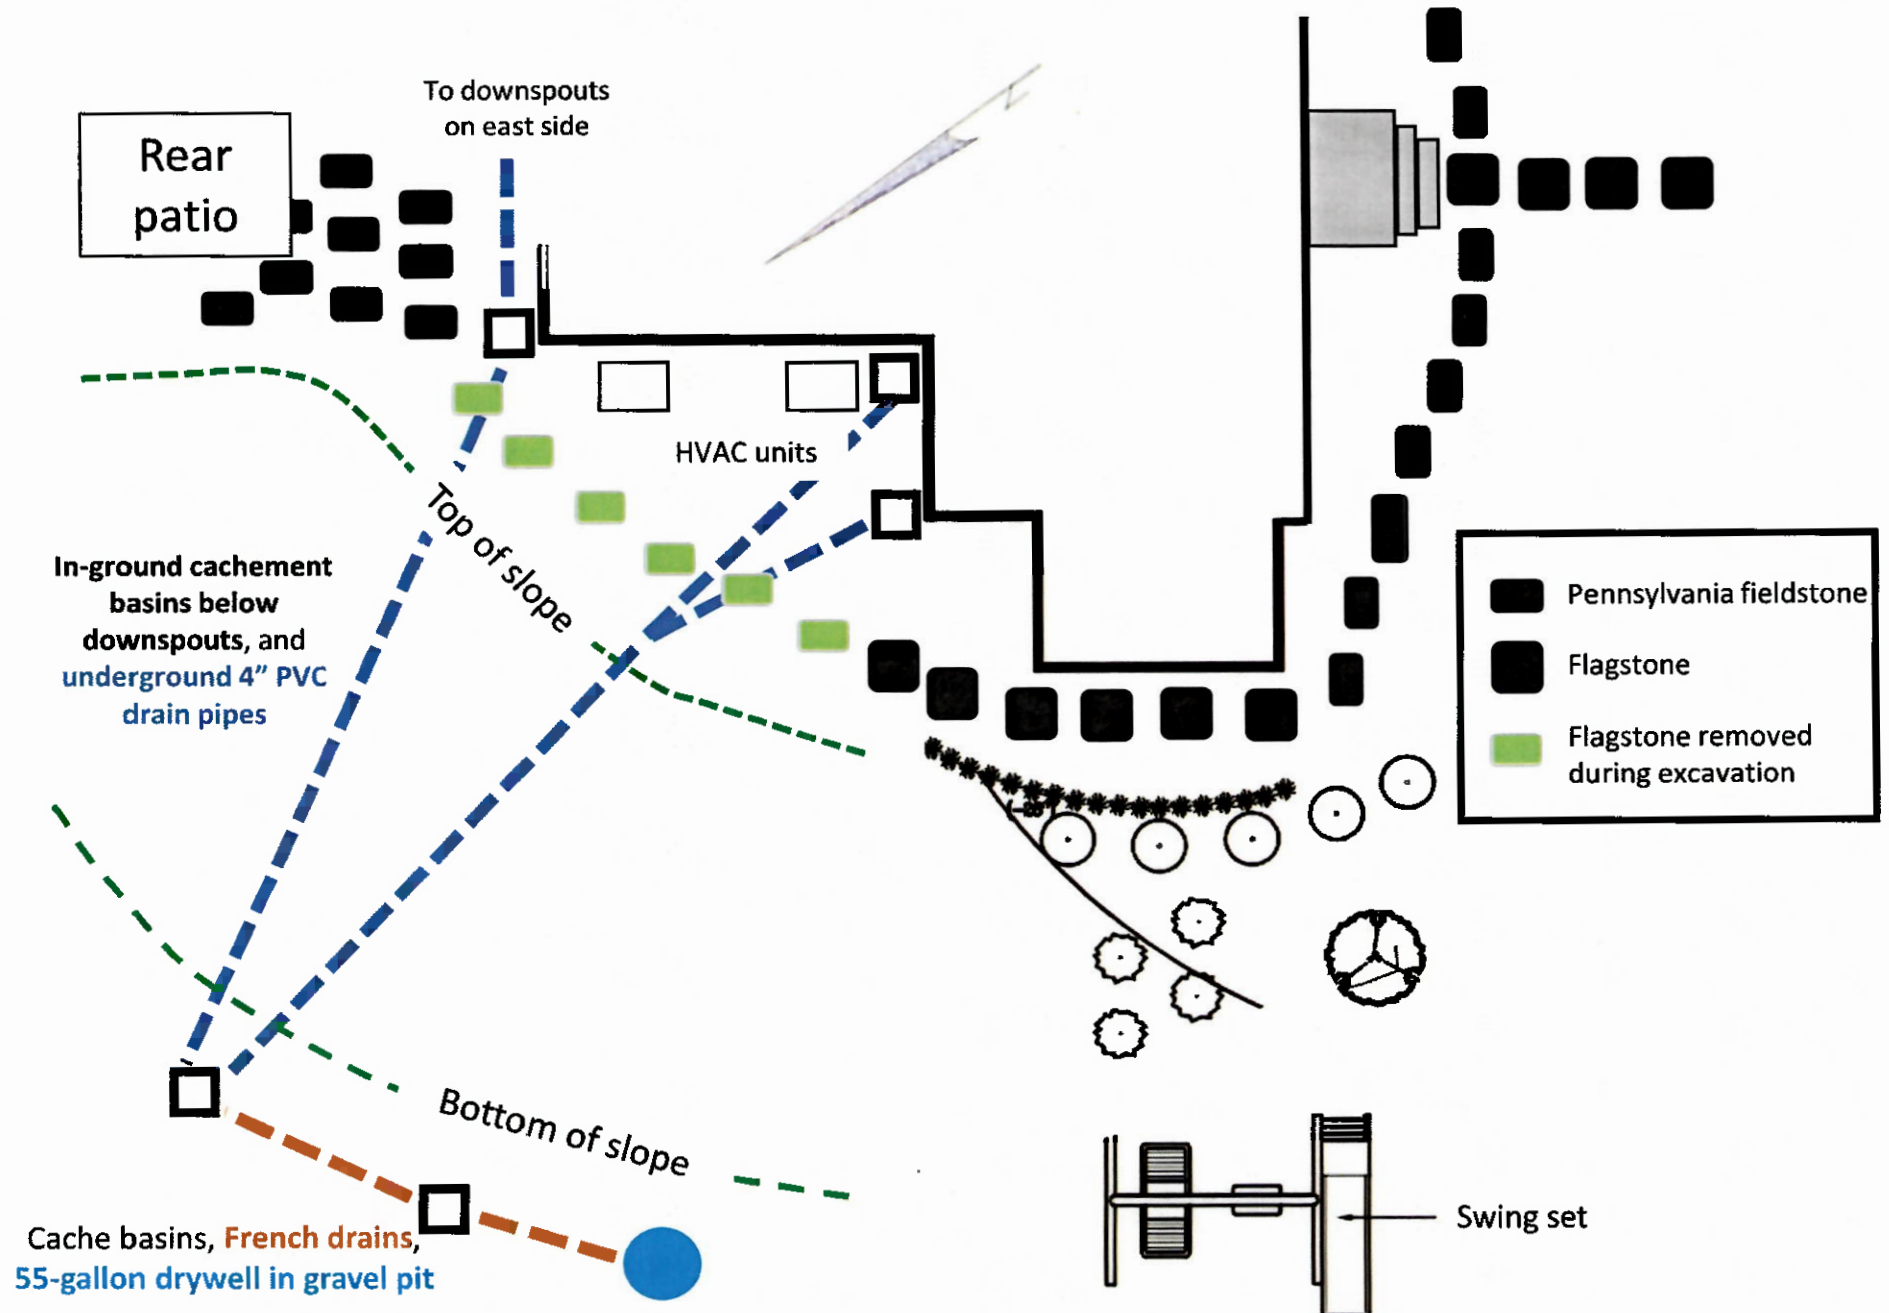 To downspouts
on east side
Rear
patio
N
HVAC units
Top of slope
In-ground cachement
basins below
downspouts, and
underground 4” PVC
drain pipes
Pennsylvania fieldstone
Flagstone
Flagstone removed
during excavation
Bottom of slope
Cache basins, French drains,
55-gallon drywell in gravel pit
Swing set